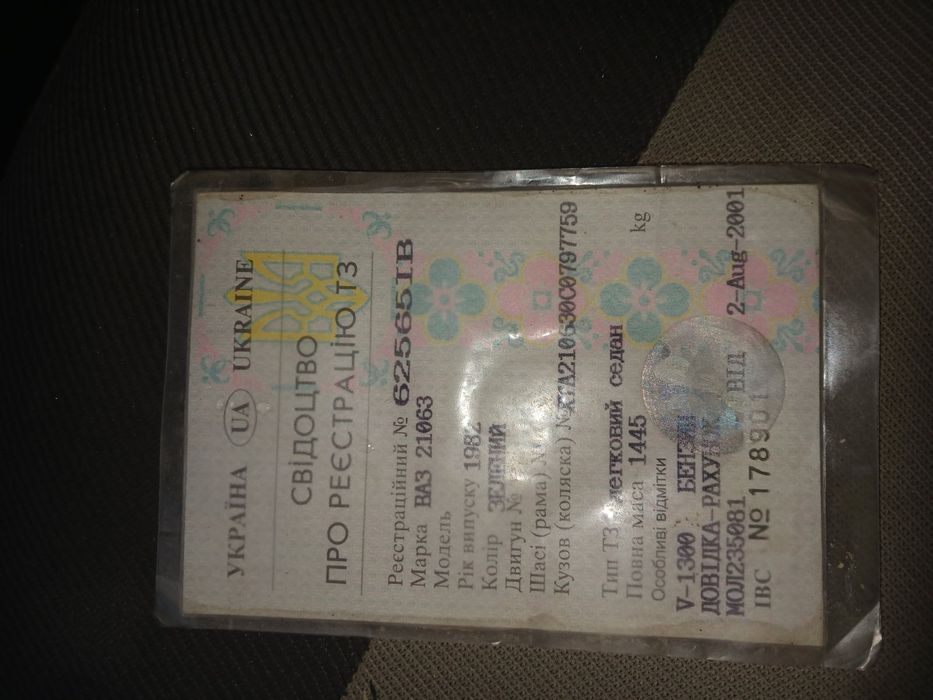 УКРАЇНА UA UKRAINE
СВІДОЦТВО
ПРО РЕЄСТРАЦІЮ ТЗ
Реєстраційний № 62565ІВ
Марка ВАЗ 21063
Модель
Рік випуску 1982
Колір ЗЕЛЕНИЙ
Двигун №
Шасі (рама) №
Кузов (коляска) № XTA210630C0797759
Тип ТЗ легковий седан
Повна маса 1445 kg
Особливі відмітки
V-1300 БЕНЗИН
ДОВІДКА-РАХУНОК
МОЛ235081 ВІД 2-Aug-2001
ІВС № 178901